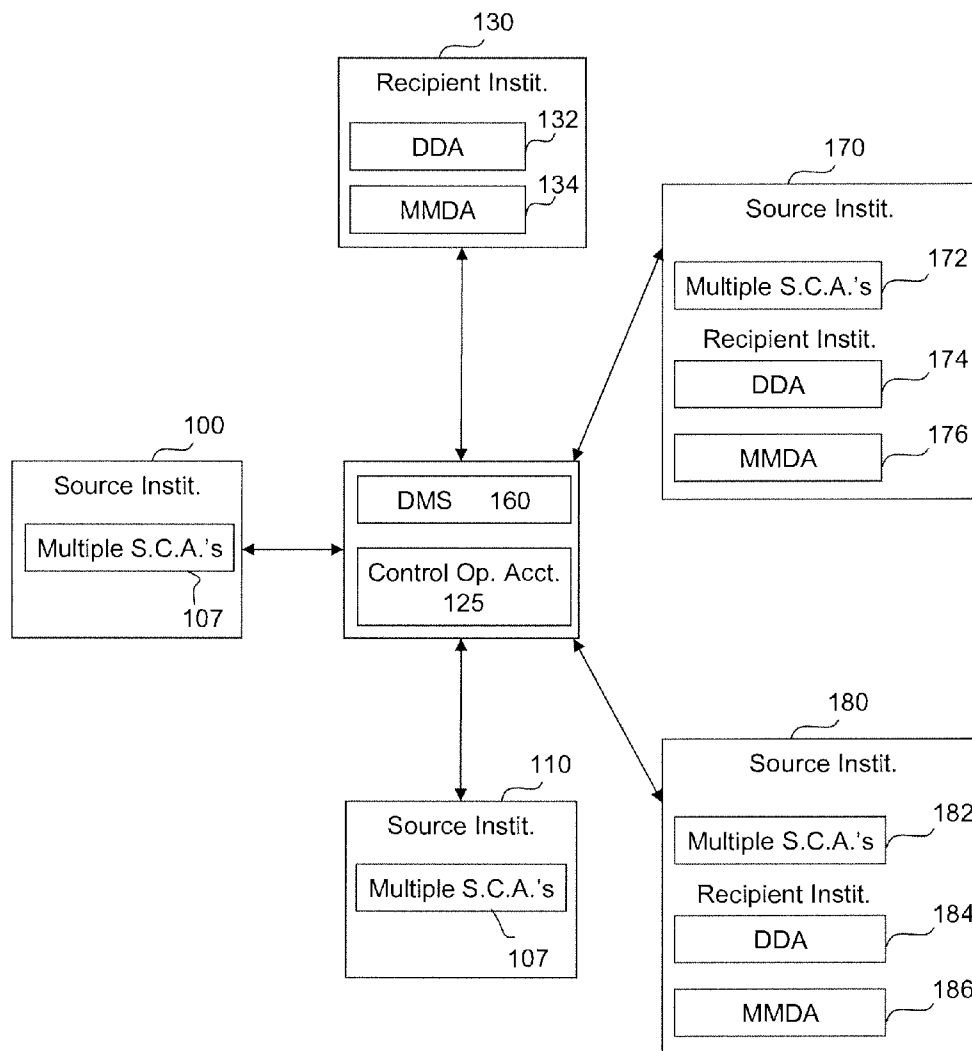 130
Recipient Instit.
132
DDA
134
MMDA
170
Source Instit.
172
Multiple S.C.A.'s
Recipient Instit.
174
DDA
176
MMDA
100
Source Instit.
Multiple S.C.A.'s
107
DMS 160
Control Op. Acct.
125
110
Source Instit.
Multiple S.C.A.'s
107
180
Source Instit.
182
Multiple S.C.A.'s
Recipient Instit.
184
DDA
186
MMDA